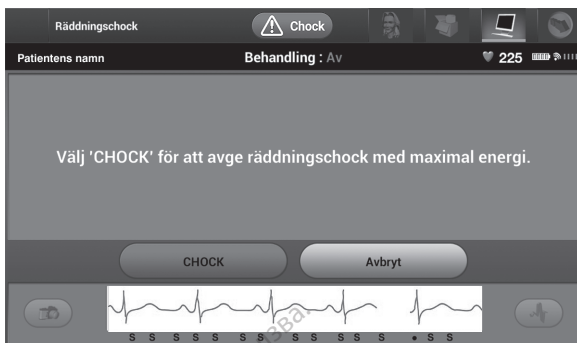 Räddningschock
Chock
Patientens namn
Behandling : Av
225
Välj 'CHOCK' för att avge räddningschock med maximal energi.
CHOCK
Avbryt
S S S S S S S S S S S S • S S